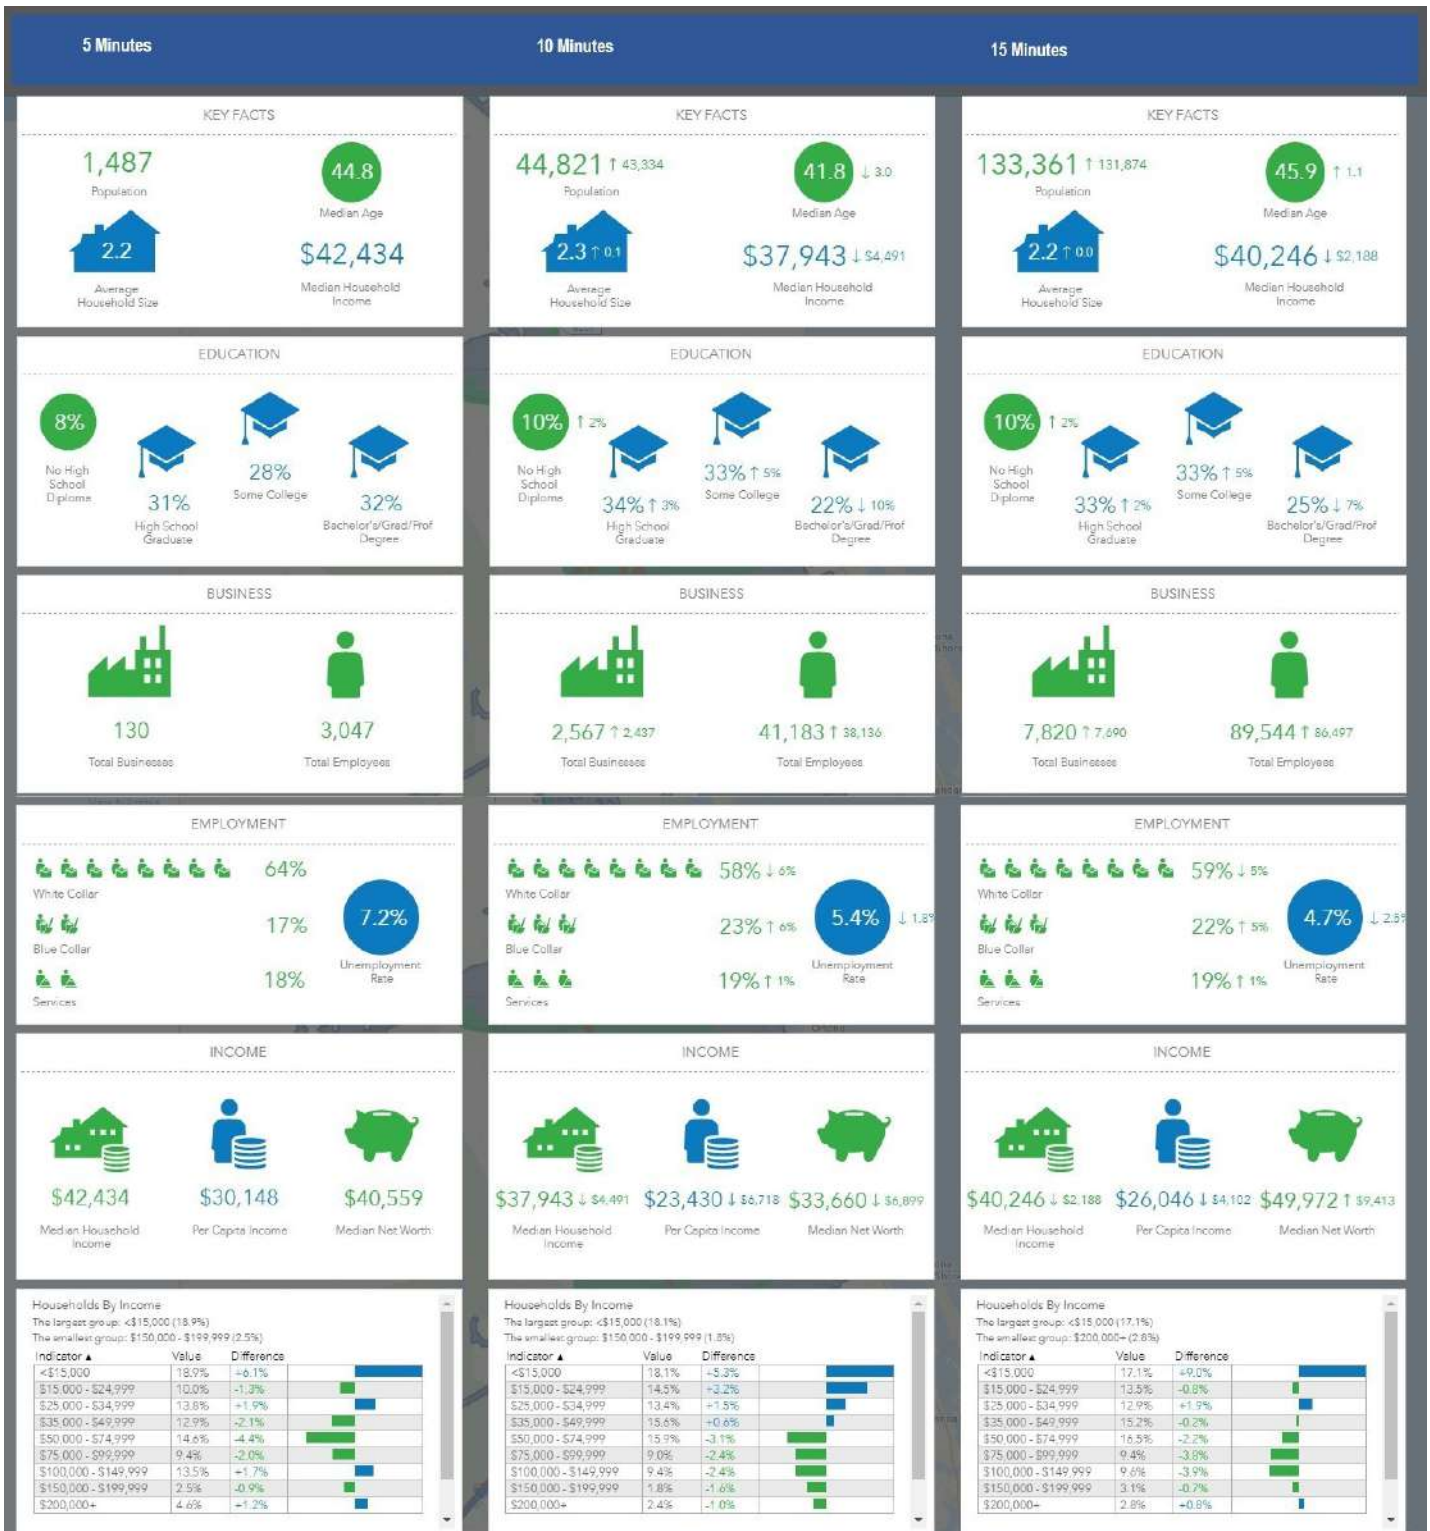 5 Minutes
10 Minutes
15 Minutes
KEY FACTS
1,487
Population
44.8
Median Age
2.2
Average
Household Size
$42,434
Median Household
Income
KEY FACTS
44,821 ↑ 43,334
Population
41.8 ↓ 3.0
Median Age
2.3 ↑ 0.1
Average
Household Size
$37,943 ↓ $4,491
Median Household
Income
KEY FACTS
133,361 ↑ 131,874
Population
45.9 ↑ 1.1
Median Age
2.2 ↑ 0.0
Average
Household Size
$40,246 ↓ $2,188
Median Household
Income
EDUCATION
8%
No High
School
Diploma
31%
High School
Graduate
28%
Some College
32%
Bachelor's/Grad/Prof
Degree
EDUCATION
10% ↑ 2%
No High
School
Diploma
34% ↑ 3%
High School
Graduate
33% ↑ 5%
Some College
22% ↓ 10%
Bachelor's/Grad/Prof
Degree
EDUCATION
10% ↑ 2%
No High
School
Diploma
33% ↑ 2%
High School
Graduate
33% ↑ 5%
Some College
25% ↓ 7%
Bachelor's/Grad/Prof
Degree
BUSINESS
130
Total Businesses
3,047
Total Employees
BUSINESS
2,567 ↑ 2,437
Total Businesses
41,183 ↑ 38,136
Total Employees
BUSINESS
7,820 ↑ 7,690
Total Businesses
89,544 ↑ 86,497
Total Employees
EMPLOYMENT
64%
White Collar
17%
Blue Collar
18%
Services
7.2%
Unemployment
Rate
EMPLOYMENT
58% ↓ 6%
White Collar
23% ↑ 6%
Blue Collar
19% ↑ 1%
Services
5.4% ↓ 1.8%
Unemployment
Rate
EMPLOYMENT
59% ↓ 5%
White Collar
22% ↑ 5%
Blue Collar
19% ↑ 1%
Services
4.7% ↓
Unemployment
Rate
INCOME
$42,434
Median Household
Income
$30,148
Per Capita Income
$40,559
Median Net Worth
INCOME
$37,943 ↓ $4,491
Median Household
Income
$23,430 ↓ $6,718
Per Capita Income
$33,660 ↓ $6,899
Median Net Worth
INCOME
$40,246 ↓ $2,188
Median Household
Income
$26,046 ↓ $4,102
Per Capita Income
$49,972 ↑ $9,413
Median Net Worth
Households By Income
The largest group: <$15,000 (18.9%)
The smallest group: $150,000 - $199,999 (2.5%)
Indicator ▲ Value Difference
<$15,000 18.9% +6.1%
$15,000 - $24,999 10.0% -1.3%
$25,000 - $34,999 13.8% +1.9%
$35,000 - $49,999 12.9% -2.1%
$50,000 - $74,999 14.6% -4.4%
$75,000 - $99,999 9.4% -2.0%
$100,000 - $149,999 13.5% +1.7%
$150,000 - $199,999 2.5% -0.9%
$200,000+ 4.6% +1.2%
Households By Income
The largest group: <$15,000 (18.1%)
The smallest group: $150,000 - $199,999 (1.8%)
Indicator ▲ Value Difference
<$15,000 18.1% +5.3%
$15,000 - $24,999 14.5% +3.2%
$25,000 - $34,999 13.4% +1.5%
$35,000 - $49,999 15.6% +0.6%
$50,000 - $74,999 15.9% -3.1%
$75,000 - $99,999 9.0% -2.4%
$100,000 - $149,999 9.4% -2.4%
$150,000 - $199,999 1.8% -1.6%
$200,000+ 2.4% -1.0%
Households By Income
The largest group: <$15,000 (17.1%)
The smallest group: $200,000+ (2.8%)
Indicator ▲ Value Difference
<$15,000 17.1% +9.0%
$15,000 - $24,999 13.5% -0.8%
$25,000 - $34,999 12.9% +1.9%
$35,000 - $49,999 15.2% -0.2%
$50,000 - $74,999 16.5% -2.2%
$75,000 - $99,999 9.4% -3.8%
$100,000 - $149,999 9.6% -3.9%
$150,000 - $199,999 3.1% -0.7%
$200,000+ 2.8% +0.8%